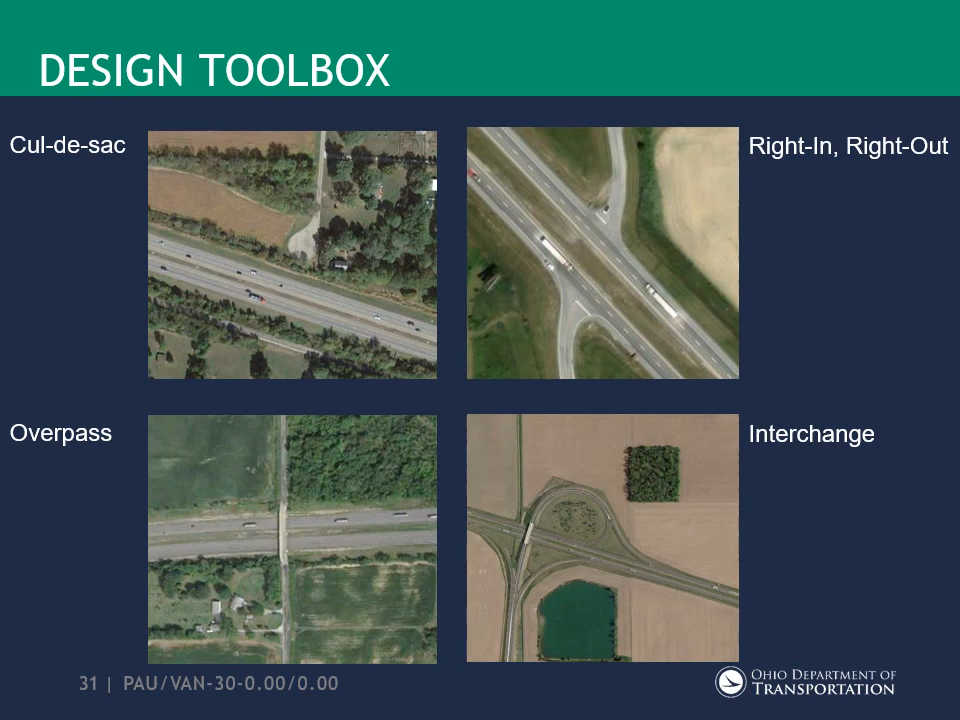 DESIGN TOOLBOX
Cul-de-sac
Right-In, Right-Out
Overpass
Interchange
31 | PAU/VAN-30-0.00/0.00
OHIO DEPARTMENT OF
TRANSPORTATION